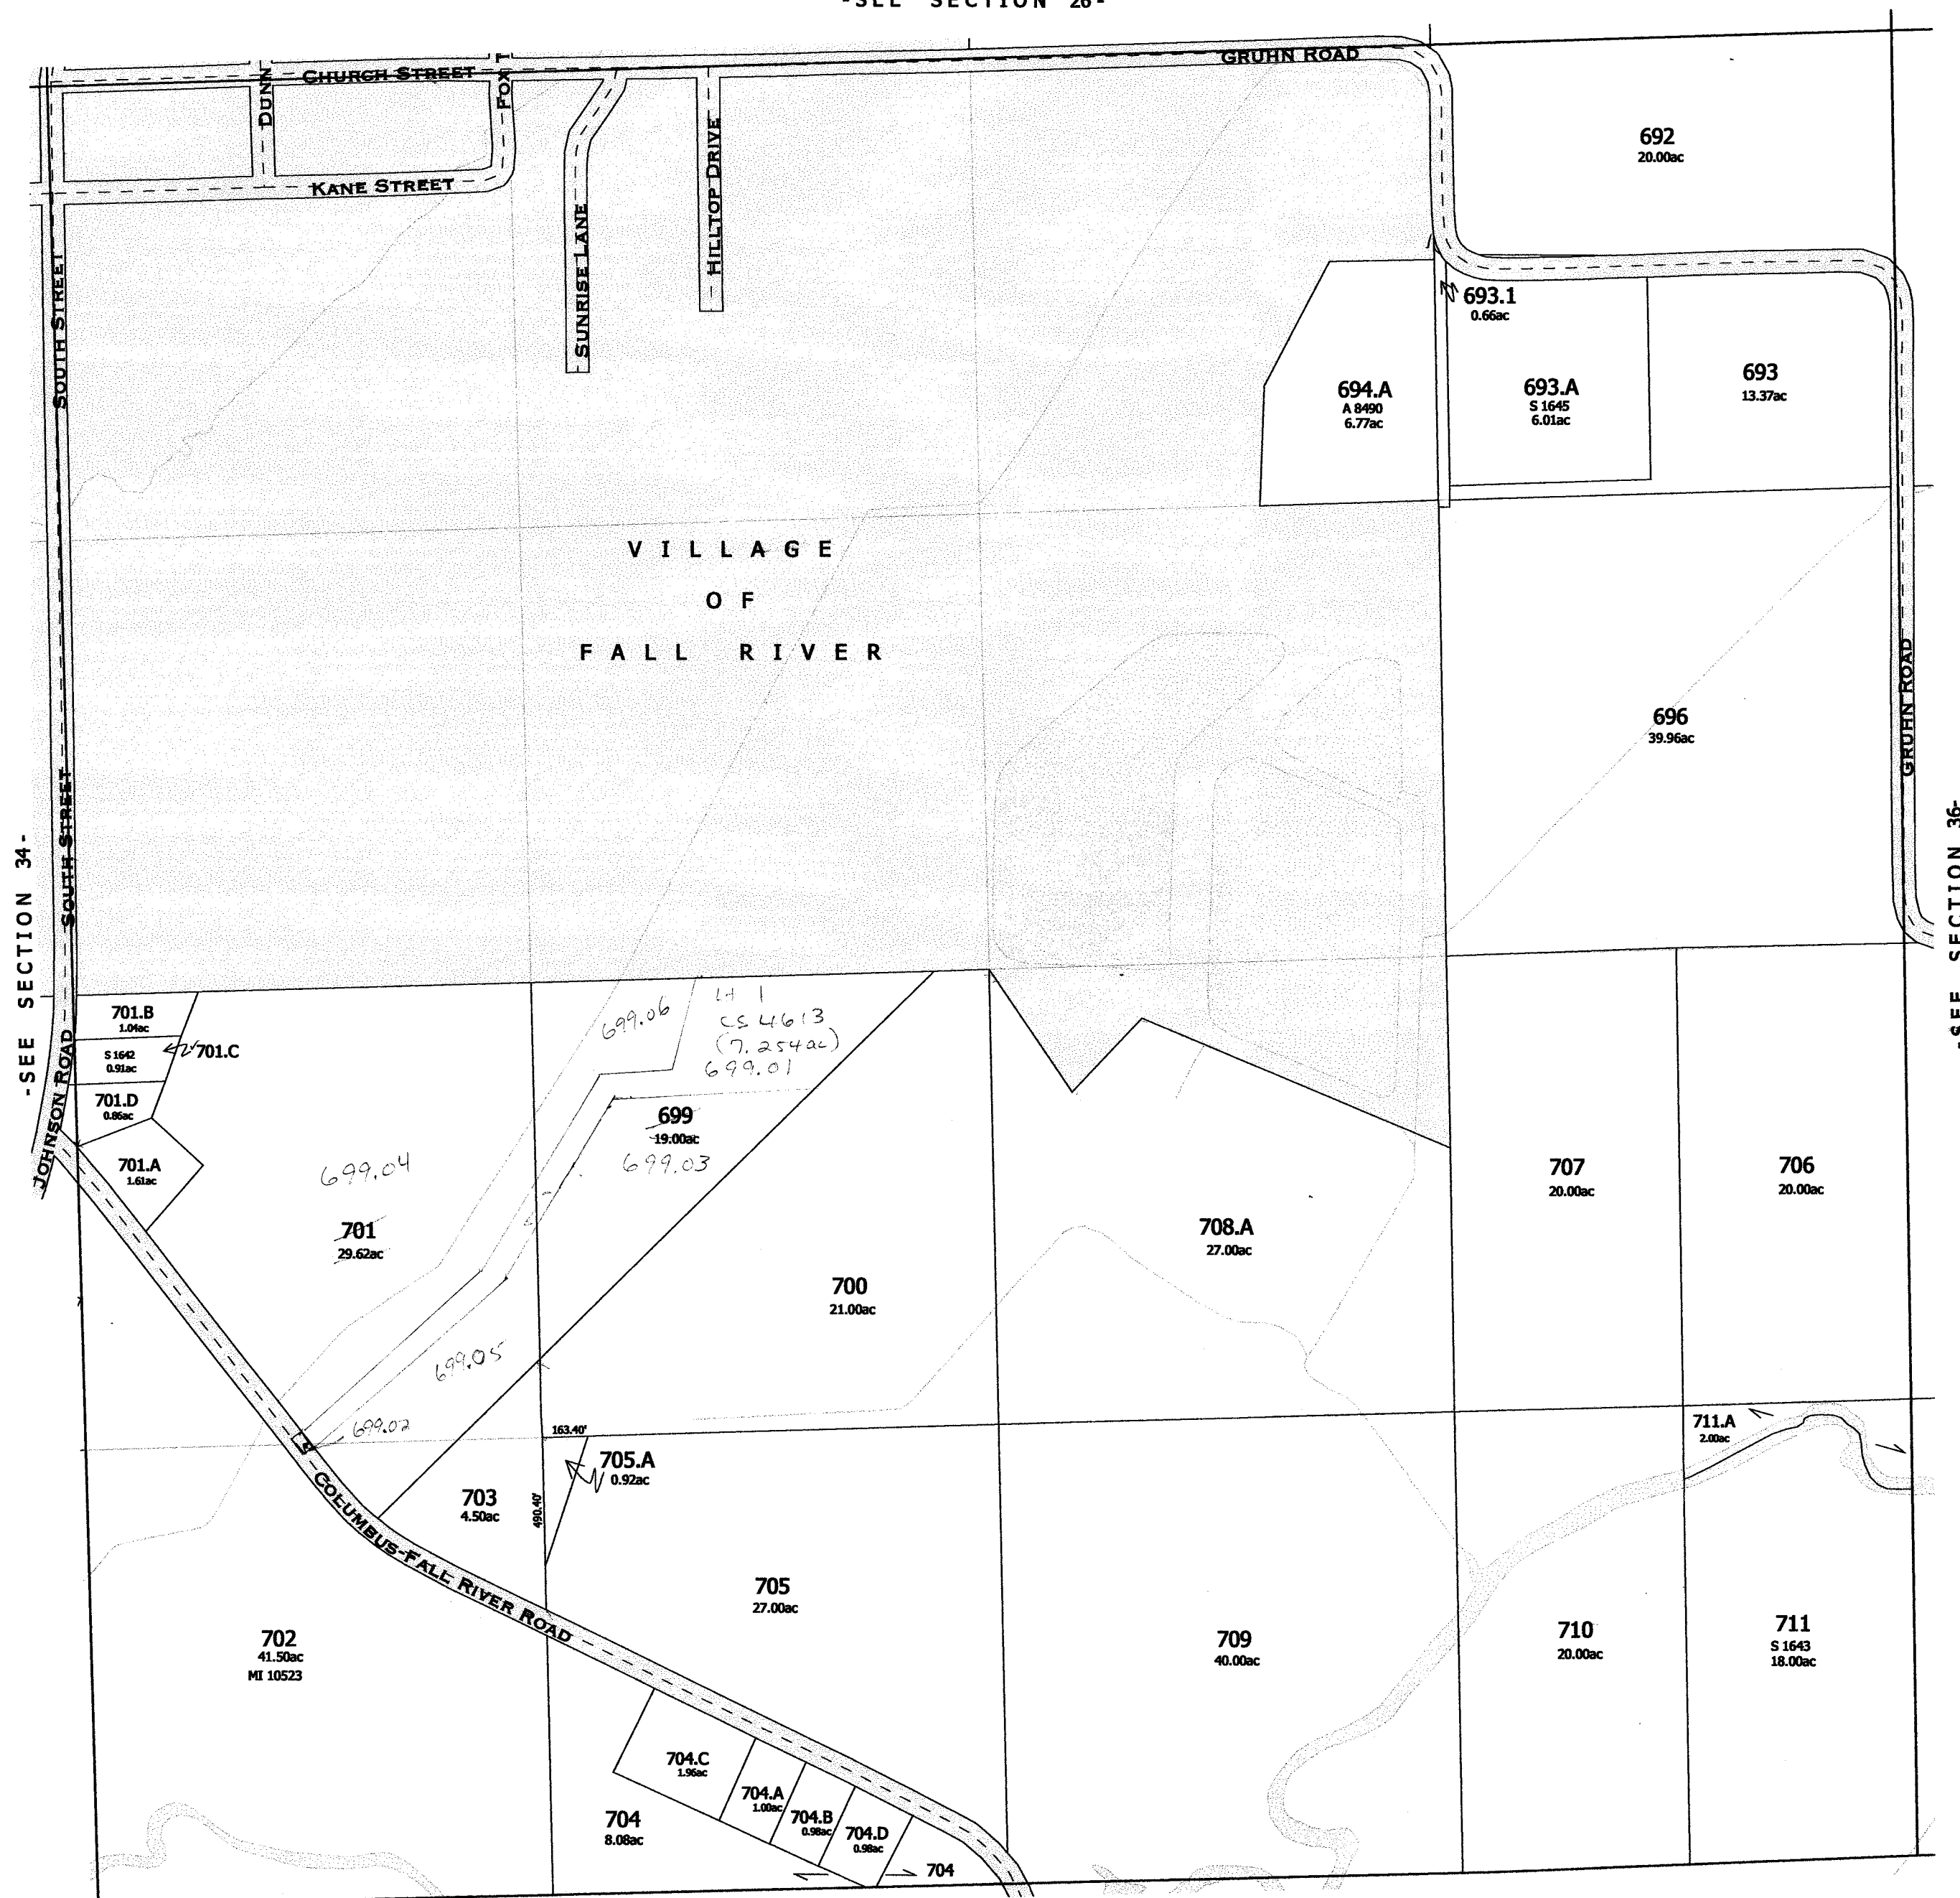 -SEE SECTION 26-
GRUHN ROAD
CHURCH STREET
DUNN
FOX T
KANE STREET
SOUTH STREET
SUNRISE LANE
HILLTOP DRIVE
692
20.00ac
693.1
0.66ac
694.A
A 8490
6.77ac
693.A
S 1645
6.01ac
693
13.37ac
VILLAGE
OF
FALL RIVER
696
39.96ac
GRUHN ROAD
-SEE SECTION 34-
SOUTH STREET
-SEE SECTION 36-
701.B
1.04ac
S 1642
0.91ac
701.C
701.D
0.86ac
JOHNSON ROAD
701.A
1.61ac
699.06
Lt 1
CS 4613
(7.254ac)
699.01
699
19.00ac
699.03
699.04
701
29.62ac
707
20.00ac
706
20.00ac
708.A
27.00ac
700
21.00ac
699.05
699.02
163.40'
705.A
0.92ac
490.40'
703
4.50ac
711.A
2.00ac
COLUMBUS-FALL RIVER ROAD
705
27.00ac
702
41.50ac
MI 10523
709
40.00ac
710
20.00ac
711
S 1643
18.00ac
704.C
1.96ac
704.A
1.00ac
704.B
0.98ac
704.D
0.98ac
704
8.08ac
704